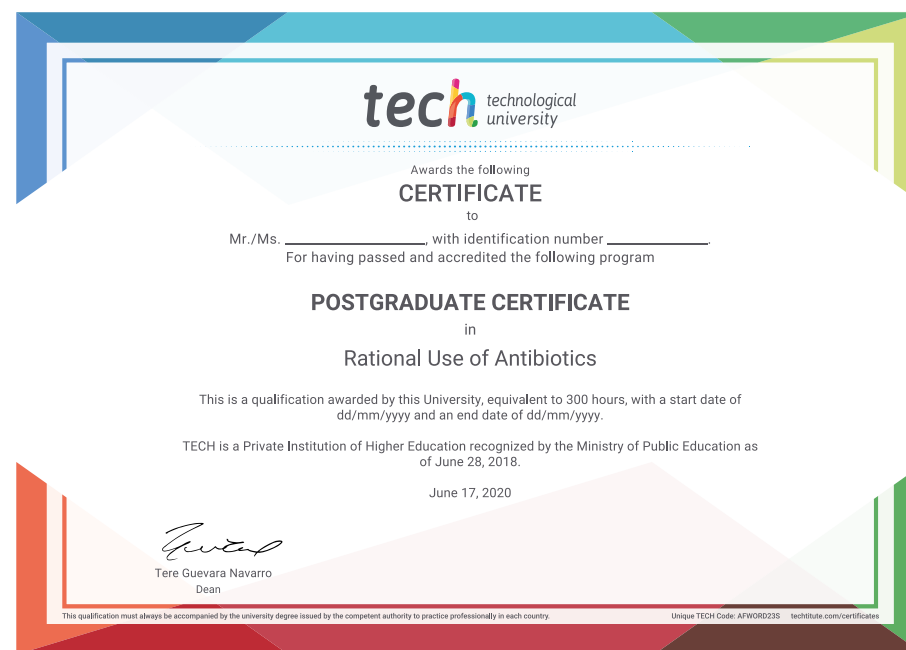 tech technological
university
Awards the following
CERTIFICATE
to
Mr./Ms. ____________________, with identification number ______________.
For having passed and accredited the following program
POSTGRADUATE CERTIFICATE
in
Rational Use of Antibiotics
This is a qualification awarded by this University, equivalent to 300 hours, with a start date of
dd/mm/yyyy and an end date of dd/mm/yyyy.
TECH is a Private Institution of Higher Education recognized by the Ministry of Public Education as
of June 28, 2018.
June 17, 2020
Tere Guevara Navarro
Dean
This qualification must always be accompanied by the university degree issued by the competent authority to practice professionally in each country. Unique TECH Code: AFWORD23S techtitute.com/certificates